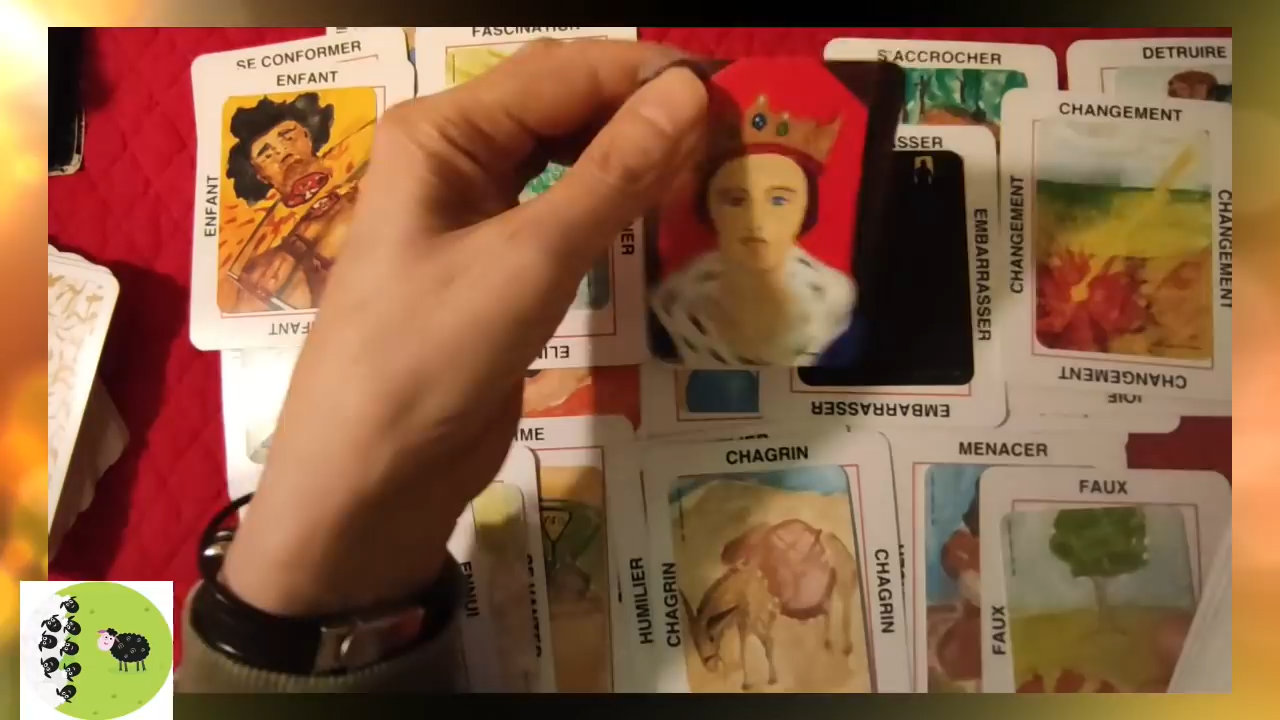 SE CONFORMER
ENFANT
ENFANT
FASCINATION
S'ACCROCHER
DETRUIRE
CHANGEMENT
CHANGEMENT
CHANGEMENT
CHANGEMENT
EMBARRASSER
EMBARRASSER
JOIE
CHAGRIN
CHAGRIN
CHAGRIN
HUMILIER
MENACER
FAUX
FAUX
ENNUI